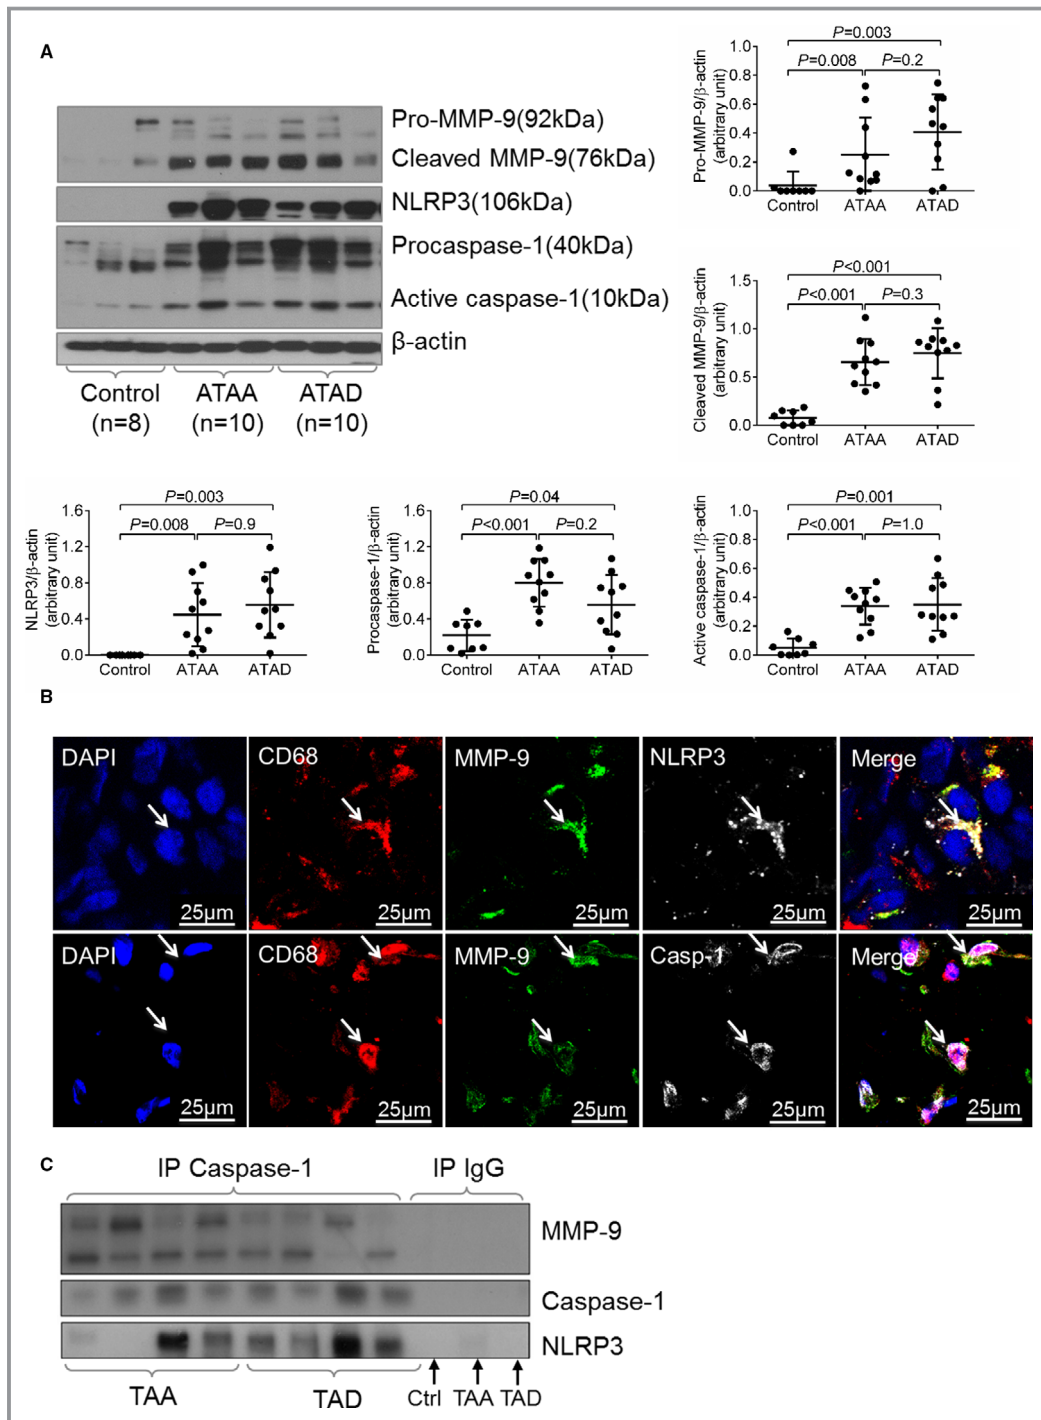 A
Pro-MMP-9(92kDa)
Cleaved MMP-9(76kDa)
NLRP3(106kDa)
Procaspase-1(40kDa)
Active caspase-1(10kDa)
β-actin
Control
(n=8)
ATAA
(n=10)
ATAD
(n=10)
Pro-MMP-9/β-actin
(arbitrary unit)
P=0.003
P=0.008
P=0.2
1.0
0.8
0.6
0.4
0.2
0.0
Control ATAA ATAD
Cleaved MMP-9/β-actin
(arbitrary unit)
P<0.001
P<0.001
P=0.3
1.5
1.0
0.5
0.0
Control ATAA ATAD
NLRP3/β-actin
(arbitrary unit)
P=0.003
P=0.008
P=0.9
1.6
1.2
0.8
0.4
0.0
Control ATAA ATAD
Procaspase-1/β-actin
(arbitrary unit)
P=0.04
P<0.001
P=0.2
1.6
1.2
0.8
0.4
0.0
Control ATAA ATAD
Active caspase-1/β-actin
(arbitrary unit)
P=0.001
P<0.001
P=1.0
1.0
0.8
0.6
0.4
0.2
0.0
Control ATAA ATAD
B
DAPI CD68 MMP-9 NLRP3 Merge
25μm 25μm 25μm 25μm 25μm
DAPI CD68 MMP-9 Casp-1 Merge
25μm 25μm 25μm 25μm 25μm
C
IP Caspase-1 IP IgG
MMP-9
Caspase-1
NLRP3
TAA TAD Ctrl TAA TAD